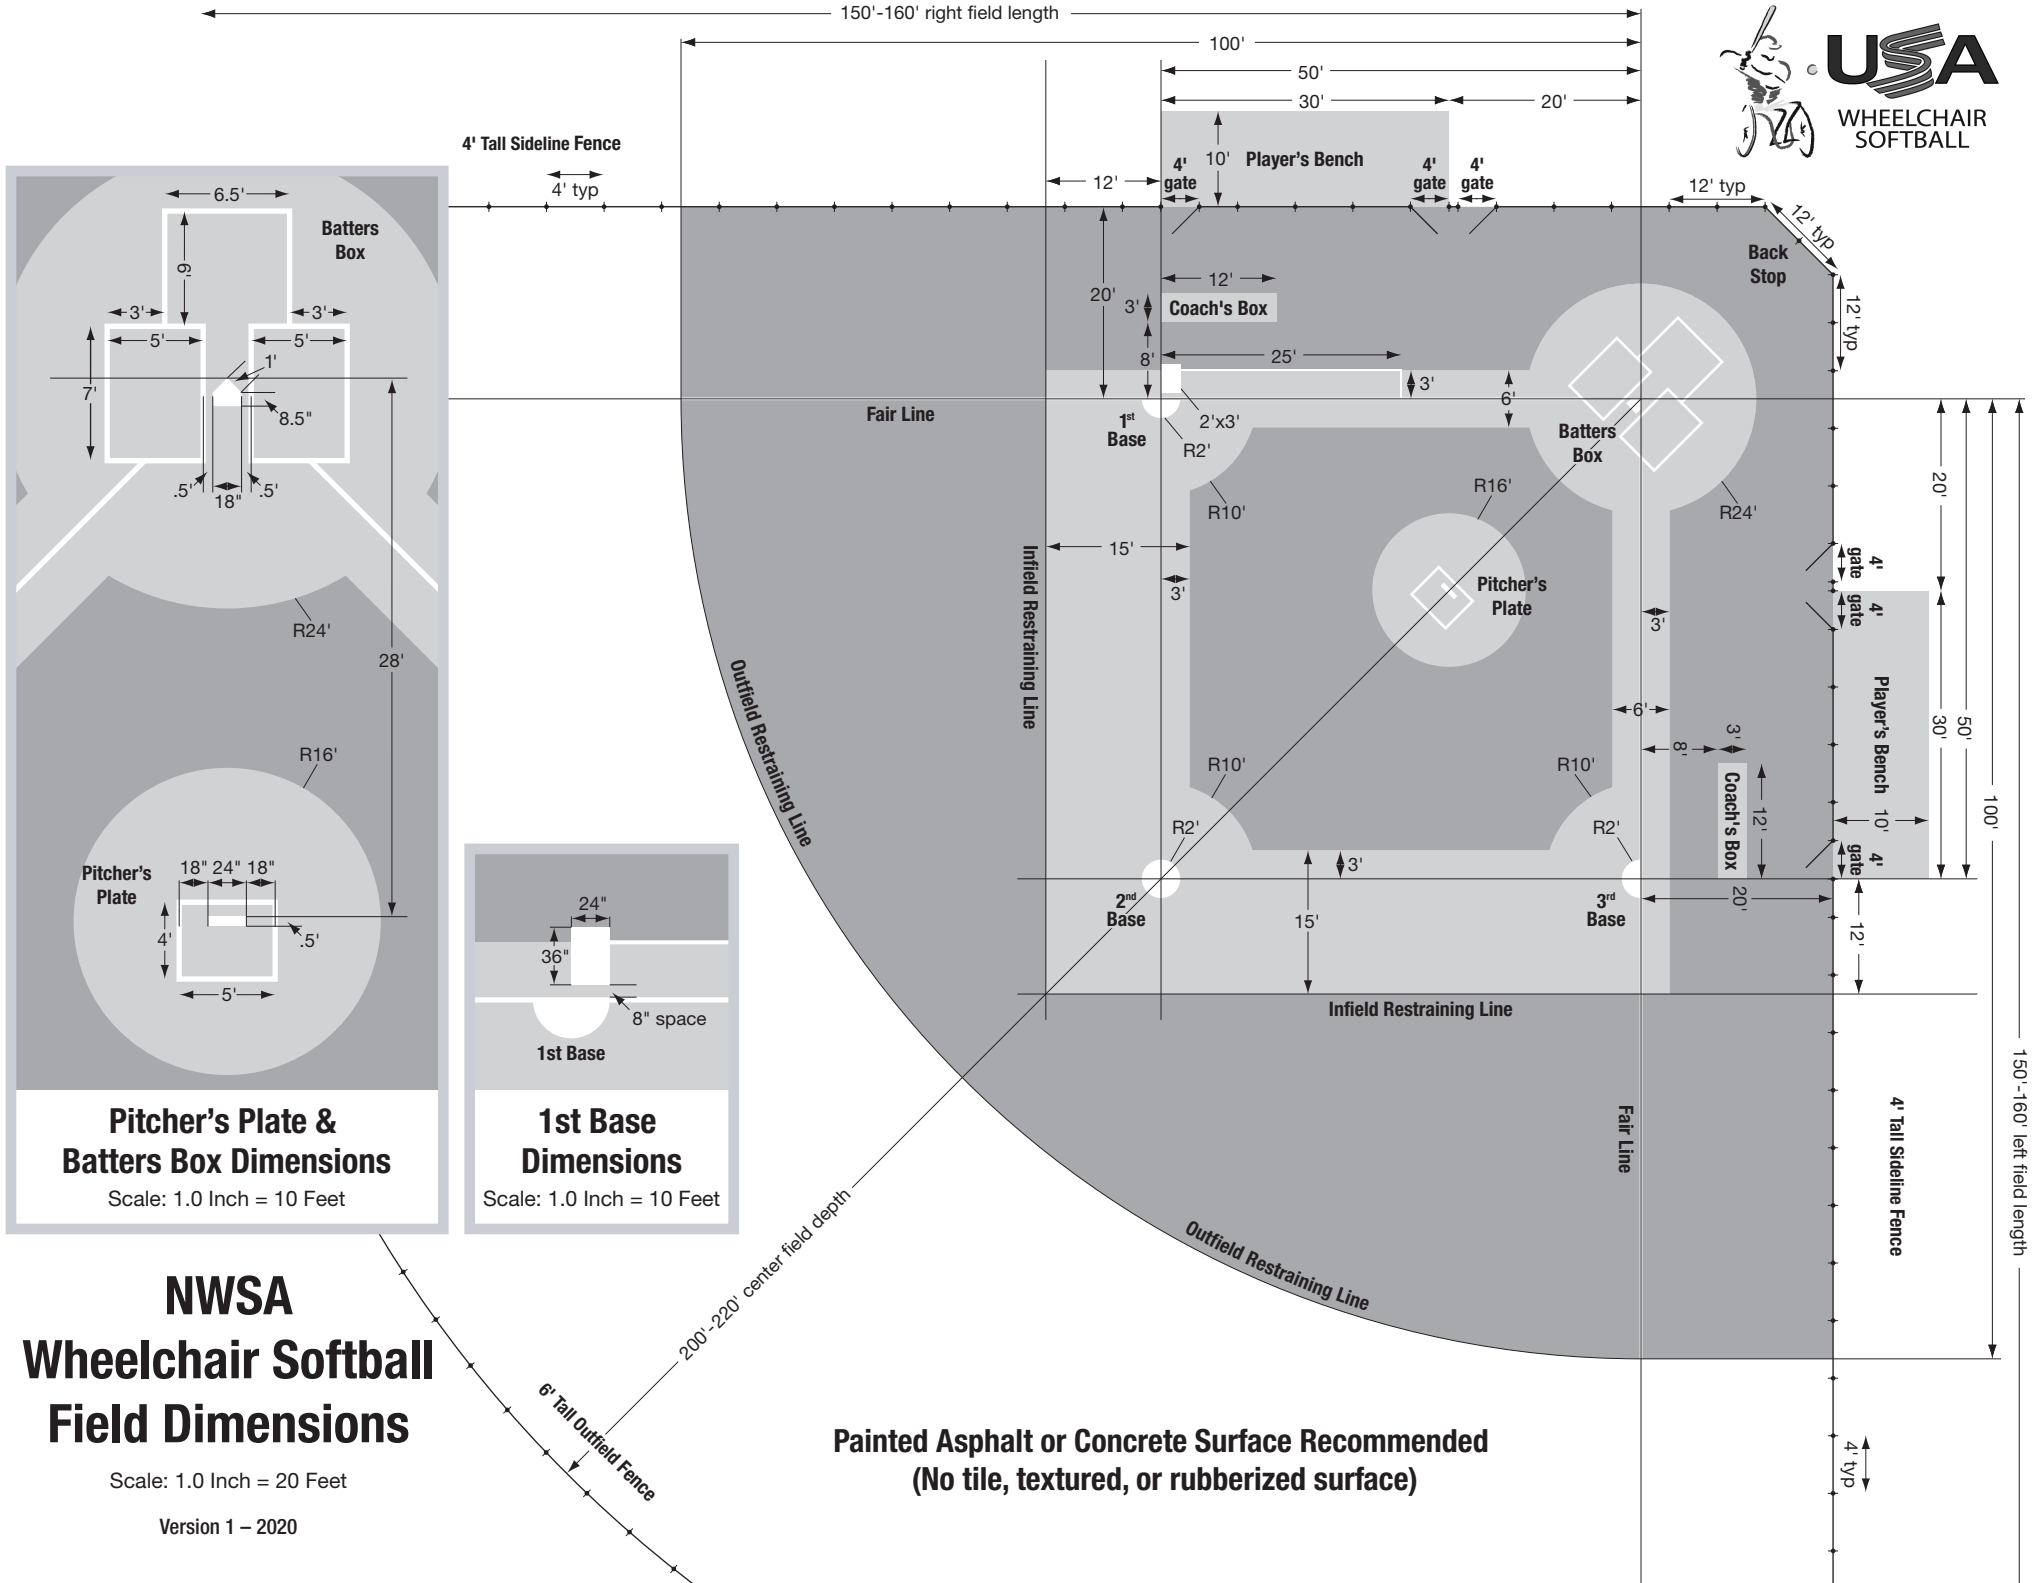 150'-160' right field length
100'
50'
30'
20'
USA
WHEELCHAIR
SOFTBALL
4' Tall Sideline Fence
4' typ
12'
4'
gate
10'
Player's Bench
4'
gate
4'
gate
12' typ
12' typ
Back
Stop
12' typ
20'
12'
3'
Coach's Box
8'
25'
3'
6'
Fair Line
1st
Base
2'x3'
R2'
R10'
Batters
Box
R16'
R24'
15'
3'
Infield Restraining Line
Pitcher's
Plate
3'
6'
8'
3'
Coach's Box
12'
20'
4'
gate
4'
gate
Player's Bench
10'
4'
gate
20'
30'
50'
100'
12'
150'-160' left field length
Outfield Restraining Line
R10'
R10'
R2'
R2'
2nd
Base
3rd
Base
3'
15'
Infield Restraining Line
Fair Line
4' Tall Sideline Fence
Outfield Restraining Line
200'-220' center field depth
6' Tall Outfield Fence
4' typ
Painted Asphalt or Concrete Surface Recommended
(No tile, textured, or rubberized surface)
6.5'
Batters
Box
9'
3'
3'
5'
5'
1'
7'
8.5"
.5'
18"
.5'
R24'
28'
R16'
Pitcher's
Plate
18"
24"
18"
4'
.5'
5'
Pitcher's Plate &
Batters Box Dimensions
Scale: 1.0 Inch = 10 Feet
24"
36"
8" space
1st Base
1st Base
Dimensions
Scale: 1.0 Inch = 10 Feet
NWSA
Wheelchair Softball
Field Dimensions
Scale: 1.0 Inch = 20 Feet
Version 1 – 2020